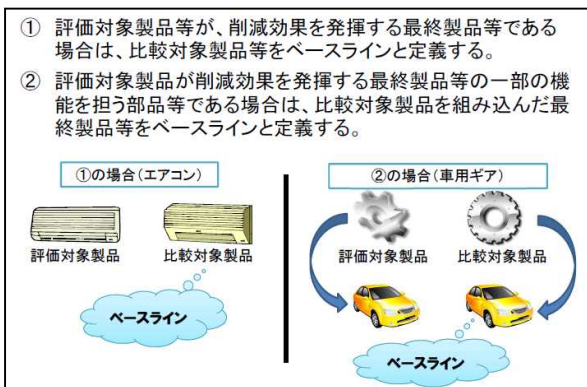 ① 評価対象製品等が、削減効果を発揮する最終製品等である
場合は、比較対象製品等をベースラインと定義する。
② 評価対象製品が削減効果を発揮する最終製品等の一部の機
能を担う部品等である場合は、比較対象製品を組み込んだ最
終製品等をベースラインと定義する。
①の場合(エアコン)
②の場合(車用ギア)
評価対象製品
比較対象製品
評価対象製品
比較対象製品
ベースライン
ベースライン